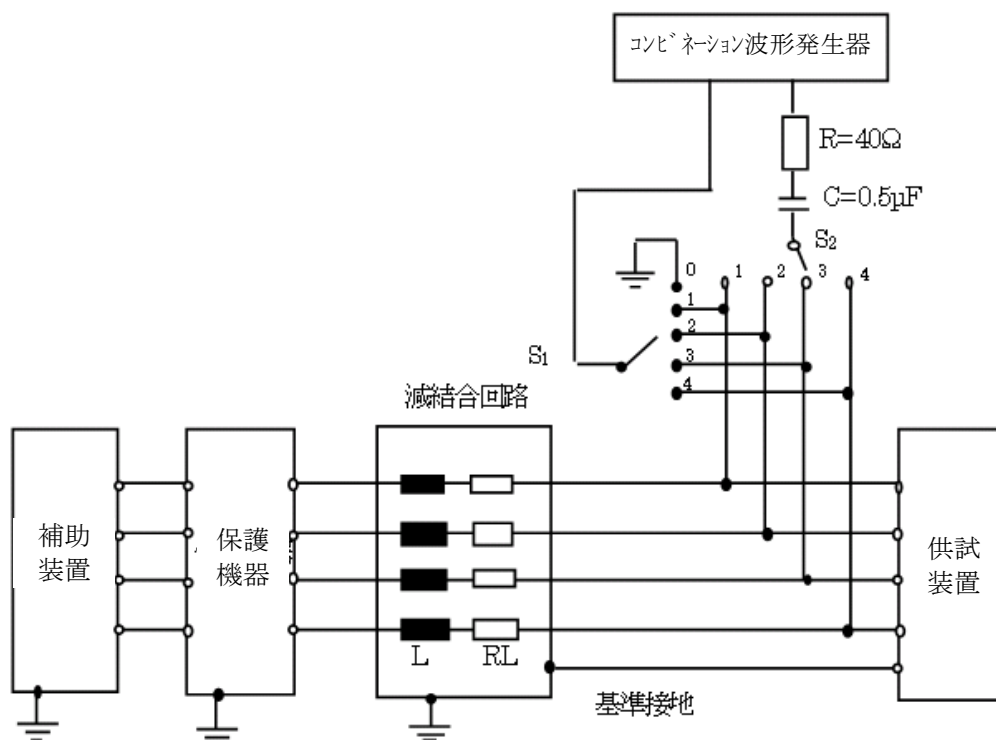 コンビネーション波形発生器
R=40Ω
C=0.5μF
S2
0
1
2
3
4
1
2
3
4
S1
減結合回路
補助
装置
保護
機器
供試
装置
L
RL
基準接地